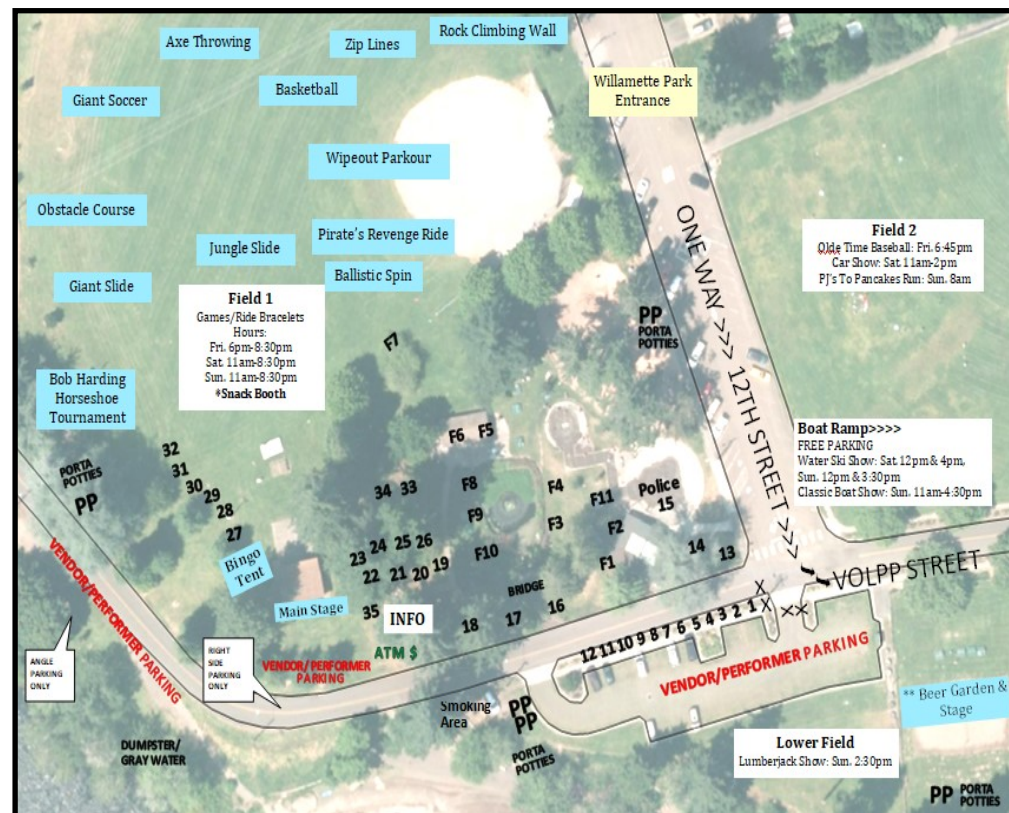 Axe Throwing
Zip Lines
Rock Climbing Wall
Giant Soccer
Basketball
Willamette Park
Entrance
Wipeout Parkour
Obstacle Course
Jungle Slide
Pirate's Revenge Ride
Ballistic Spin
Giant Slide
ONE WAY >>> 12TH STREET >>>
Field 2
Olde Time Baseball: Fri. 6:45pm
Car Show: Sat. 11am-2pm
PJ's To Pancakes Run: Sun. 8am
Field 1
Games/Ride Bracelets
Hours:
Fri. 6pm-8:30pm
Sat. 11am-8:30pm
Sun. 11am-8:30pm
*Snack Booth
F7
PP
PORTA
POTTIES
Bob Harding
Horseshoe
Tournament
Boat Ramp>>>>
FREE PARKING
Water Ski Show: Sat. 12pm & 4pm,
Sun. 12pm & 3:30pm
Classic Boat Show: Sun. 11am-4:30pm
PORTA
POTTIES
PP
32
31
30
29
28
27
F6 F5
34 33
F8
F4
F11
Police
15
F9
F3
F2
23 24 25 26
F10
F1
14 13
22 21 20 19
Bingo
Tent
BRIDGE
Main Stage
35
INFO
18 17 16
ATM $
VOLPP STREET
X
X
XX
12 11 10 9 8 7 6 5 4 3 2 1
VENDOR/PERFORMER PARKING
VENDOR/PERFORMER PARKING
VENDOR/ PERFORMER
PARKING
ANGLE
PARKING
ONLY
RIGHT
SIDE
PARKING
ONLY
Smoking
Area
PP
PP
PORTA
POTTIES
DUMPSTER/
GRAY WATER
** Beer Garden &
Stage
Lower Field
Lumberjack Show: Sun. 2:30pm
PP PORTA
POTTIES